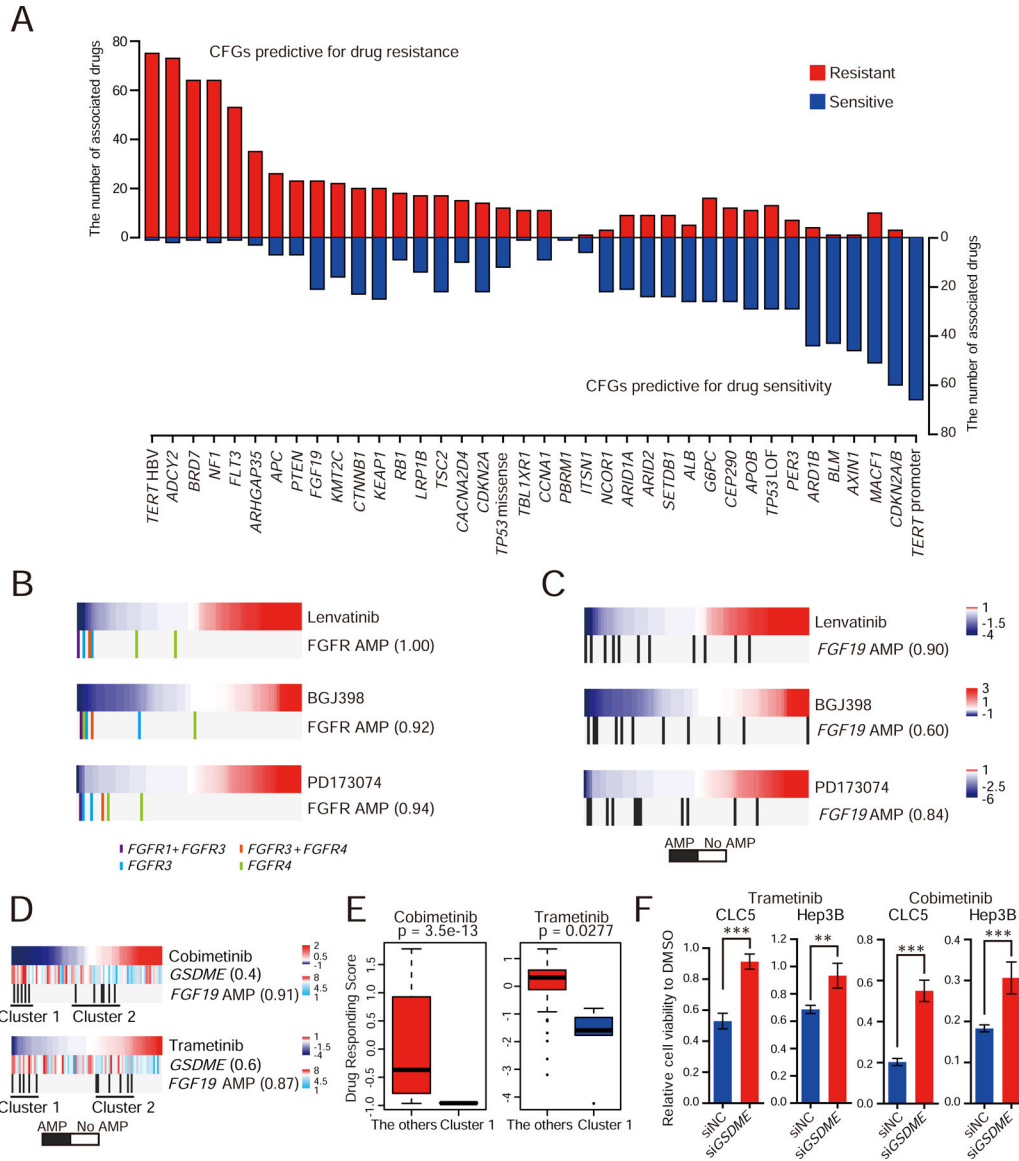 A
CFGs predictive for drug resistance
Resistant
Sensitive
The number of associated drugs
80
60
40
20
0
0
20
40
60
80
The number of associated drugs
CFGs predictive for drug sensitivity
TERT HBV
ADCY2
BRD7
NF1
FLT3
ARHGAP35
APC
PTEN
FGF19
KMT2C
CTNNB1
KEAP1
RB1
LRP1B
TSC2
CACNA2D4
CDKN2A
TP53 missense
TBL1XR1
CCNA1
PBRM1
ITSN1
NCOR1
ARID1A
ARID2
SETDB1
ALB
G6PC
CEP290
APOB
TP53 LOF
PER3
ARD1B
BLM
AXIN1
MACF1
CDKN2A/B
TERT promoter
B
Lenvatinib
FGFR AMP (1.00)
BGJ398
FGFR AMP (0.92)
PD173074
FGFR AMP (0.94)
FGFR1+FGFR3
FGFR3+FGFR4
FGFR3
FGFR4
C
Lenvatinib
FGF19 AMP (0.90)
1
-1.5
-4
BGJ398
FGF19 AMP (0.60)
3
1
-1
PD173074
FGF19 AMP (0.84)
1
-2.5
-6
AMP No AMP
D
Cobimetinib
GSDME (0.4)
FGF19 AMP (0.91)
2
0.5
-1
8
4.5
1
Cluster 1 Cluster 2
Trametinib
GSDME (0.6)
FGF19 AMP (0.87)
1
-1.5
-4
8
4.5
1
Cluster 1 Cluster 2
AMP No AMP
E
Cobimetinib
p = 3.5e-13
Drug Responding Score
1.5
1.0
0.5
0.0
-0.5
-1.0
The others Cluster 1
Trametinib
p = 0.0277
1
0
-1
-2
-3
-4
The others Cluster 1
F
Trametinib
Cobimetinib
Relative cell viability to DMSO
CLC5
***
1.0
0.8
0.6
0.4
0.2
0.0
siNC
siGSDME
Hep3B
**
1.2
0.9
0.6
0.3
0.0
siNC
siGSDME
CLC5
***
0.8
0.6
0.4
0.2
0.0
siNC
siGSDME
Hep3B
***
0.4
0.3
0.2
0.1
0.0
siNC
siGSDME